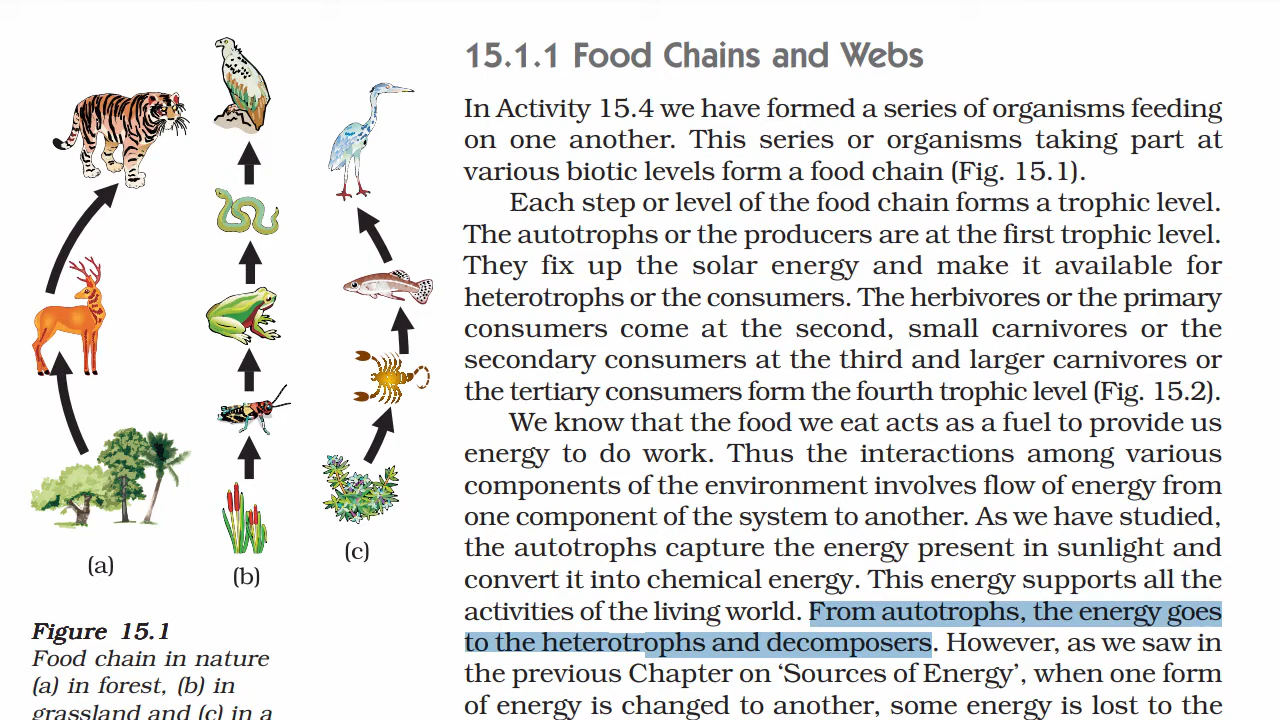 15.1.1 Food Chains and Webs
In Activity 15.4 we have formed a series of organisms feeding
on one another. This series or organisms taking part at
various biotic levels form a food chain (Fig. 15.1).
Each step or level of the food chain forms a trophic level.
The autotrophs or the producers are at the first trophic level.
They fix up the solar energy and make it available for
heterotrophs or the consumers. The herbivores or the primary
consumers come at the second, small carnivores or the
secondary consumers at the third and larger carnivores or
the tertiary consumers form the fourth trophic level (Fig. 15.2).
We know that the food we eat acts as a fuel to provide us
energy to do work. Thus the interactions among various
components of the environment involves flow of energy from
one component of the system to another. As we have studied,
the autotrophs capture the energy present in sunlight and
convert it into chemical energy. This energy supports all the
activities of the living world. From autotrophs, the energy goes
to the heterotrophs and decomposers. However, as we saw in
the previous Chapter on ‘Sources of Energy’, when one form
of energy is changed to another, some energy is lost to the
(a)
(b)
(c)
Figure 15.1
Food chain in nature
(a) in forest, (b) in
grassland and (c) in a